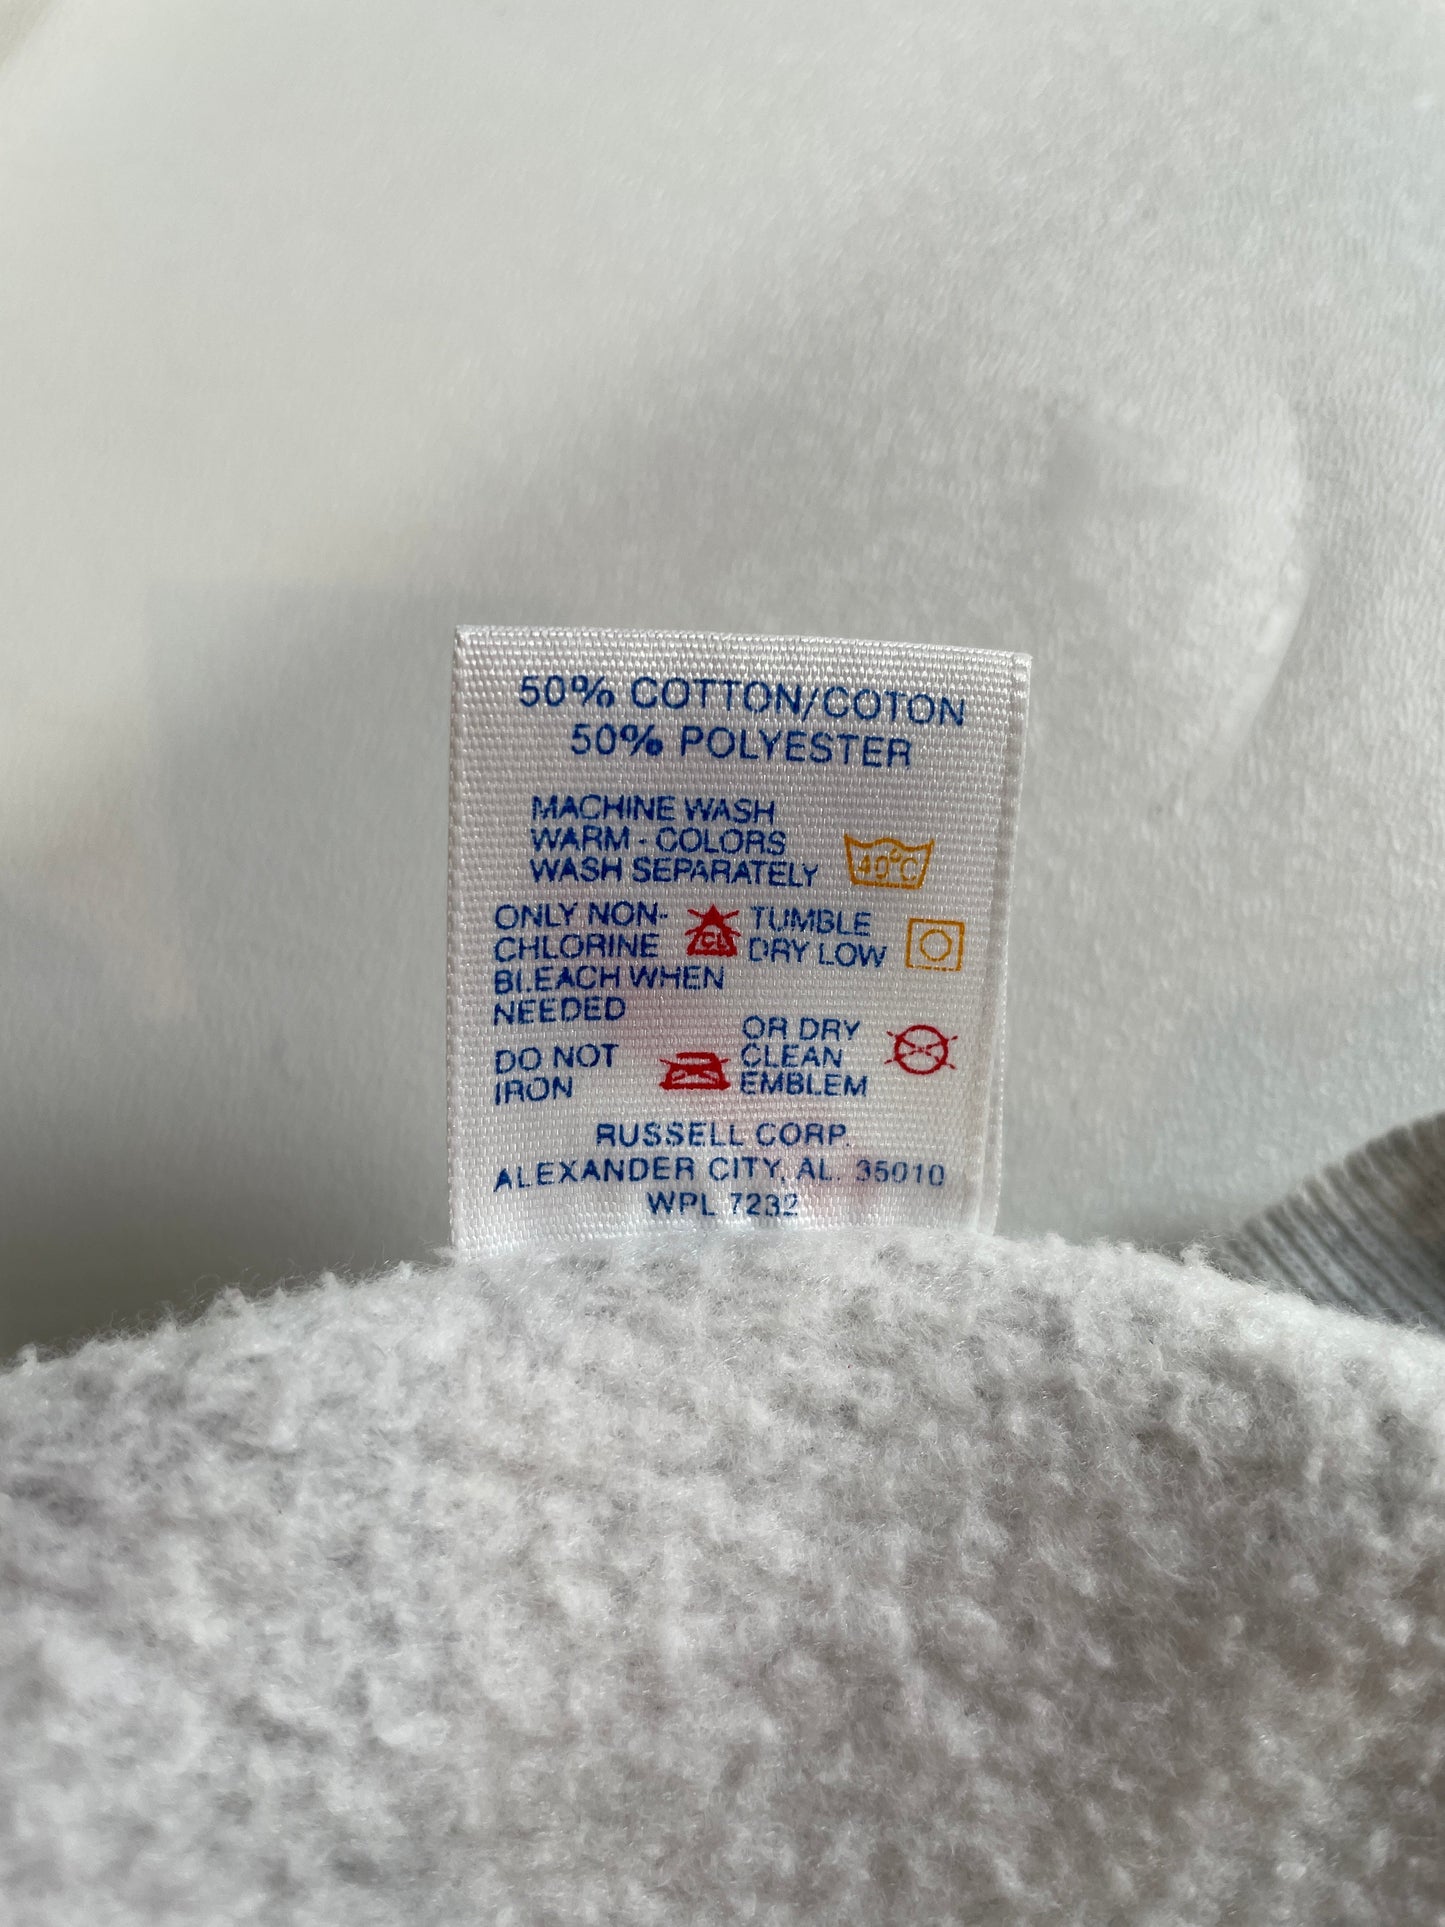 50% COTTON/COTON
50% POLYESTER
MACHINE WASH
WARM - COLORS
WASH SEPARATELY
40°C
ONLY NON-
CHLORINE
BLEACH WHEN
NEEDED
CL
TUMBLE
DRY LOW
DO NOT
IRON
OR DRY
CLEAN
EMBLEM
RUSSELL CORP.
ALEXANDER CITY, AL. 35010
WPL 7232